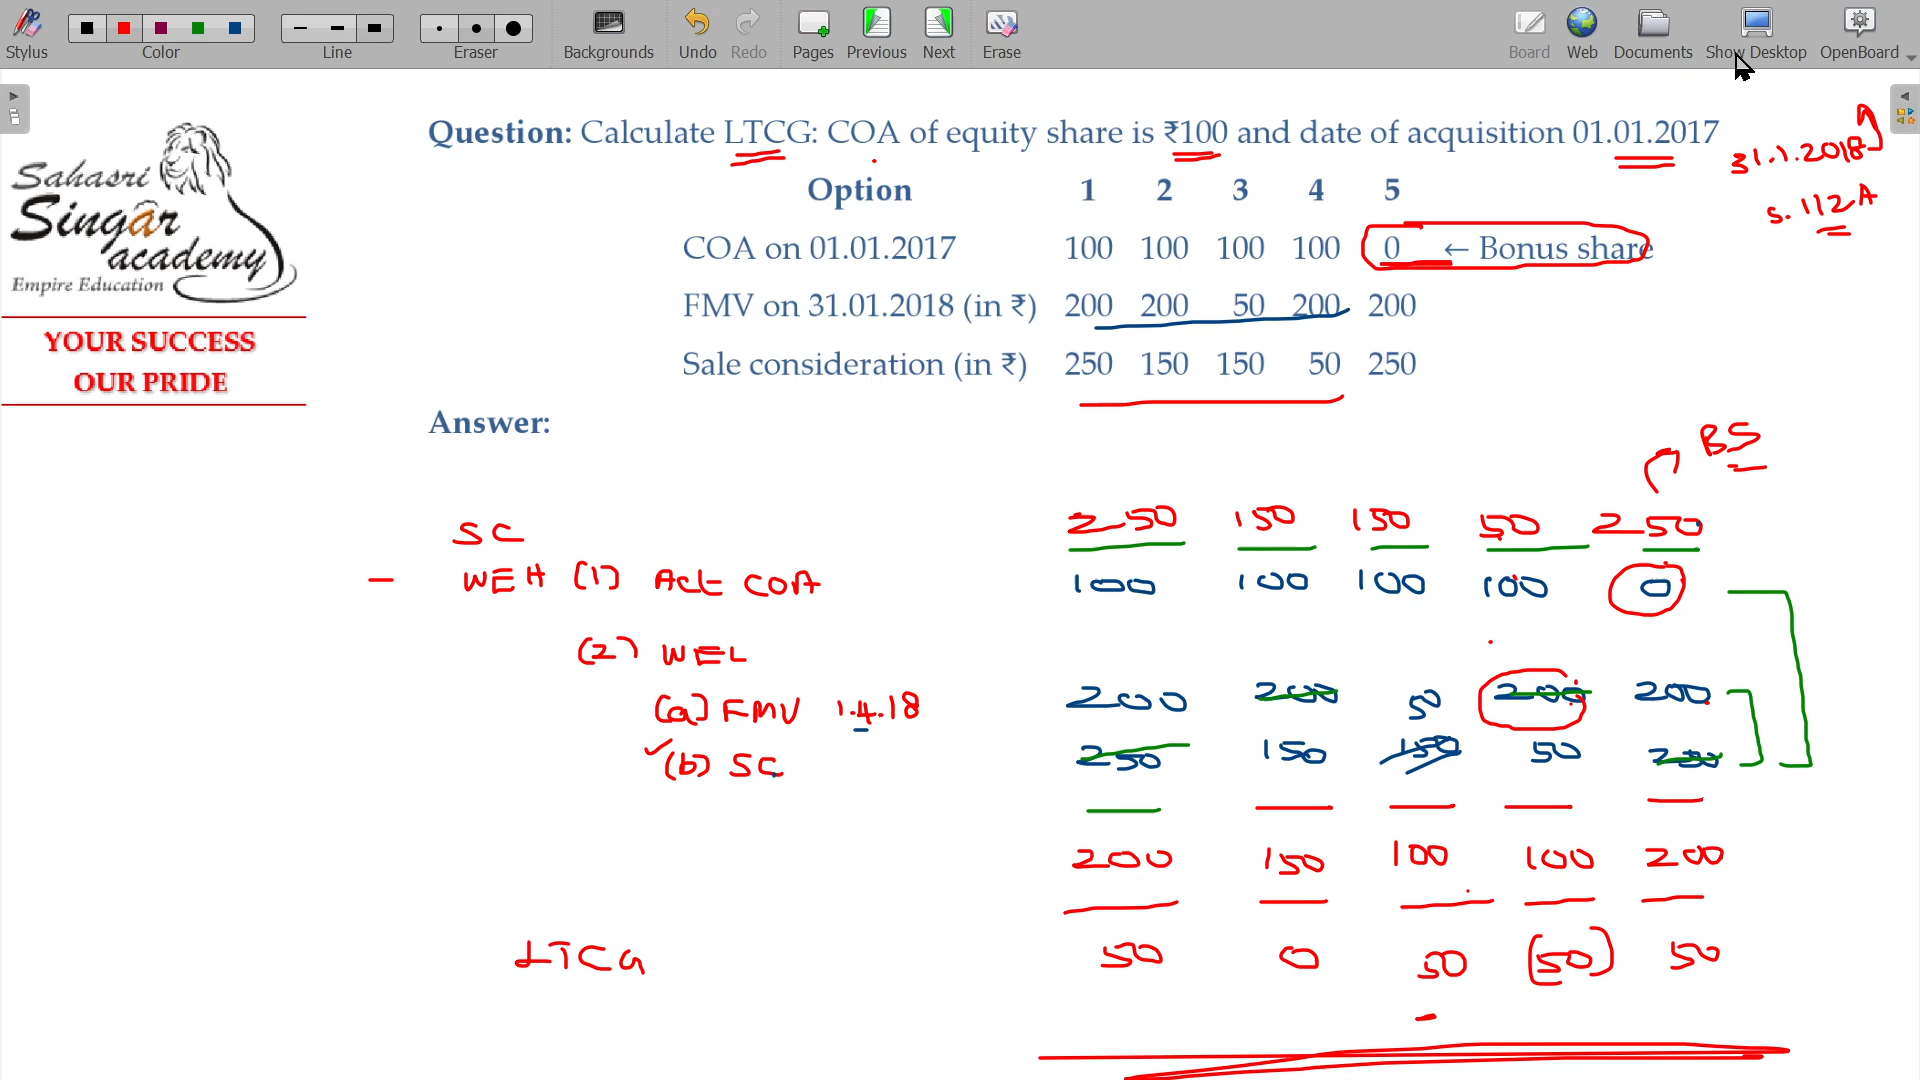 Stylus Color Line Eraser Backgrounds Undo Redo Pages Previous Next Erase Board Web Documents Show Desktop OpenBoard
Sahasri
Singar
academy
Empire Education
YOUR SUCCESS
OUR PRIDE
Question: Calculate LTCG: COA of equity share is ₹100 and date of acquisition 01.01.2017
31.1.2018
S. 112A
Option 1 2 3 4 5
COA on 01.01.2017 100 100 100 100 0 ← Bonus share
FMV on 31.01.2018 (in ₹) 200 200 50 200 200
Sale consideration (in ₹) 250 150 150 50 250
Answer:
BS
SC 250 150 150 50 250
- WEH (1) Act COA 100 100 100 100 0
(2) WEL
(a) FMV 1.4.18 200 200 50 200 200
(b) SC 250 150 150 50 250
200 150 100 100 200
LTCG 50 0 50 (50) 50